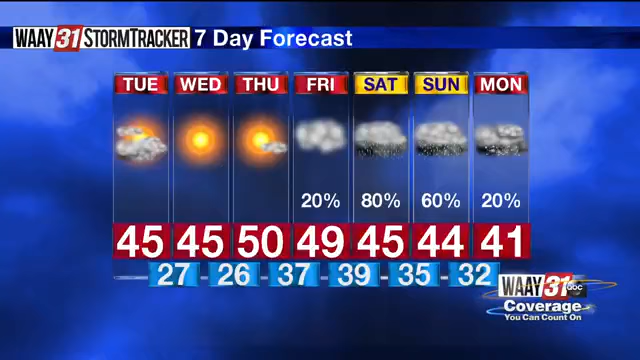 WAAY 31 STORMTRACKER 7 Day Forecast
TUE WED THU FRI SAT SUN MON
20% 80% 60% 20%
45 45 50 49 45 44 41
27 26 37 39 35 32
WAAY 31 abc
Coverage
You Can Count On